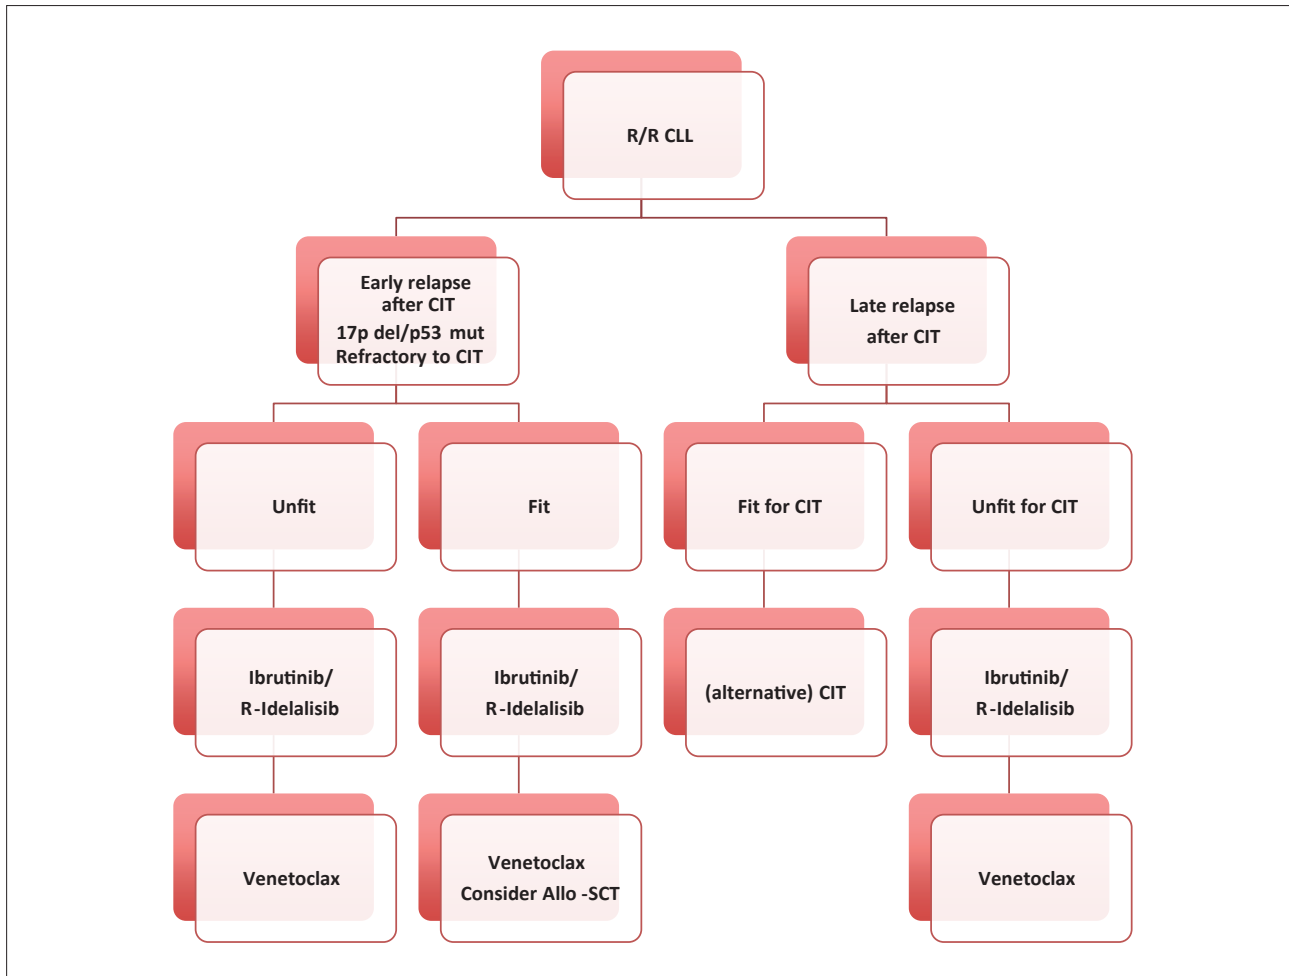 R/R CLL
Early relapse
after CIT
17p del/p53 mut
Refractory to CIT
Late relapse
after CIT
Unfit
Fit
Fit for CIT
Unfit for CIT
Ibrutinib/
R-Idelalisib
Ibrutinib/
R-Idelalisib
(alternative) CIT
Ibrutinib/
R-Idelalisib
Venetoclax
Venetoclax
Consider Allo -SCT
Venetoclax